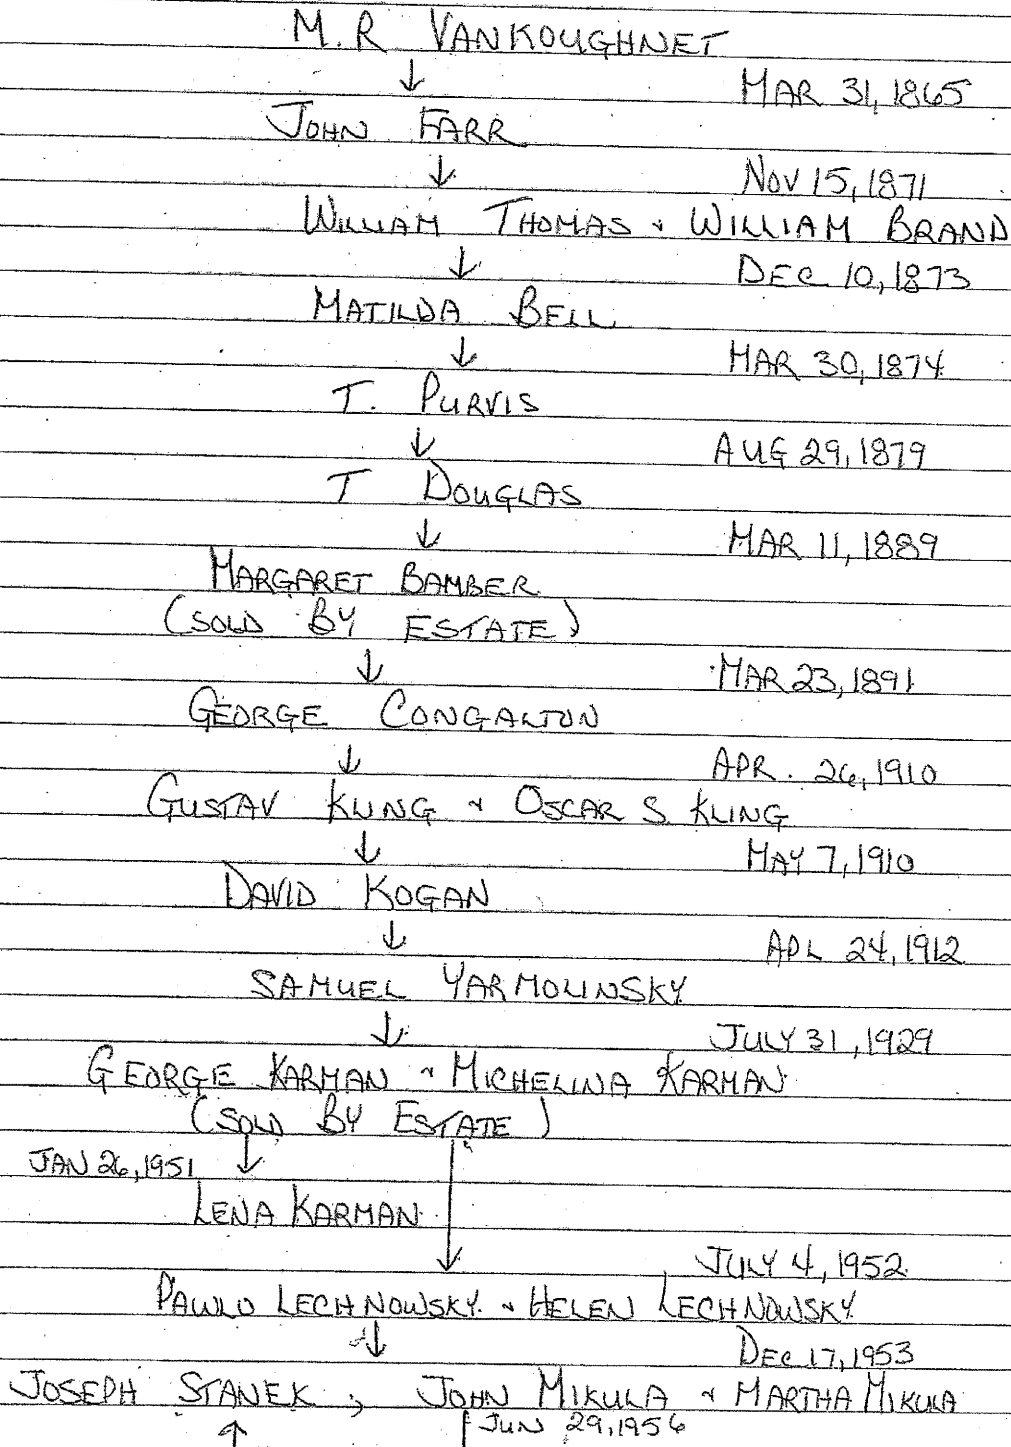 M. R VANKOUGHNET
MAR 31, 1865
JOHN FARR
NOV 15, 1871
WILLIAM THOMAS & WILLIAM BRAND
DEC 10, 1873
MATILDA BELL
MAR 30, 1874
T. PURVIS
AUG 29, 1879
T DOUGLAS
MAR 11, 1889
MARGARET BAMBER
(SOLD BY ESTATE)
MAR 23, 1891
GEORGE CONGALTON
APR. 26, 1910
GUSTAV KLING & OSCAR S. KLING
MAY 7, 1910
DAVID KOGAN
APL 24, 1912
SAMUEL YARMOLINSKY
JULY 31, 1929
GEORGE KARMAN & MICHELINA KARMAN
(SOLD BY ESTATE)
JAN 26, 1951
LENA KARMAN
JULY 4, 1952
PAWLO LECHNOWSKY & HELEN LECHNOWSKY
DEC 17, 1953
JOSEPH STANEK, JOHN MIKULA & MARTHA MIKULA
JUN 29, 1956